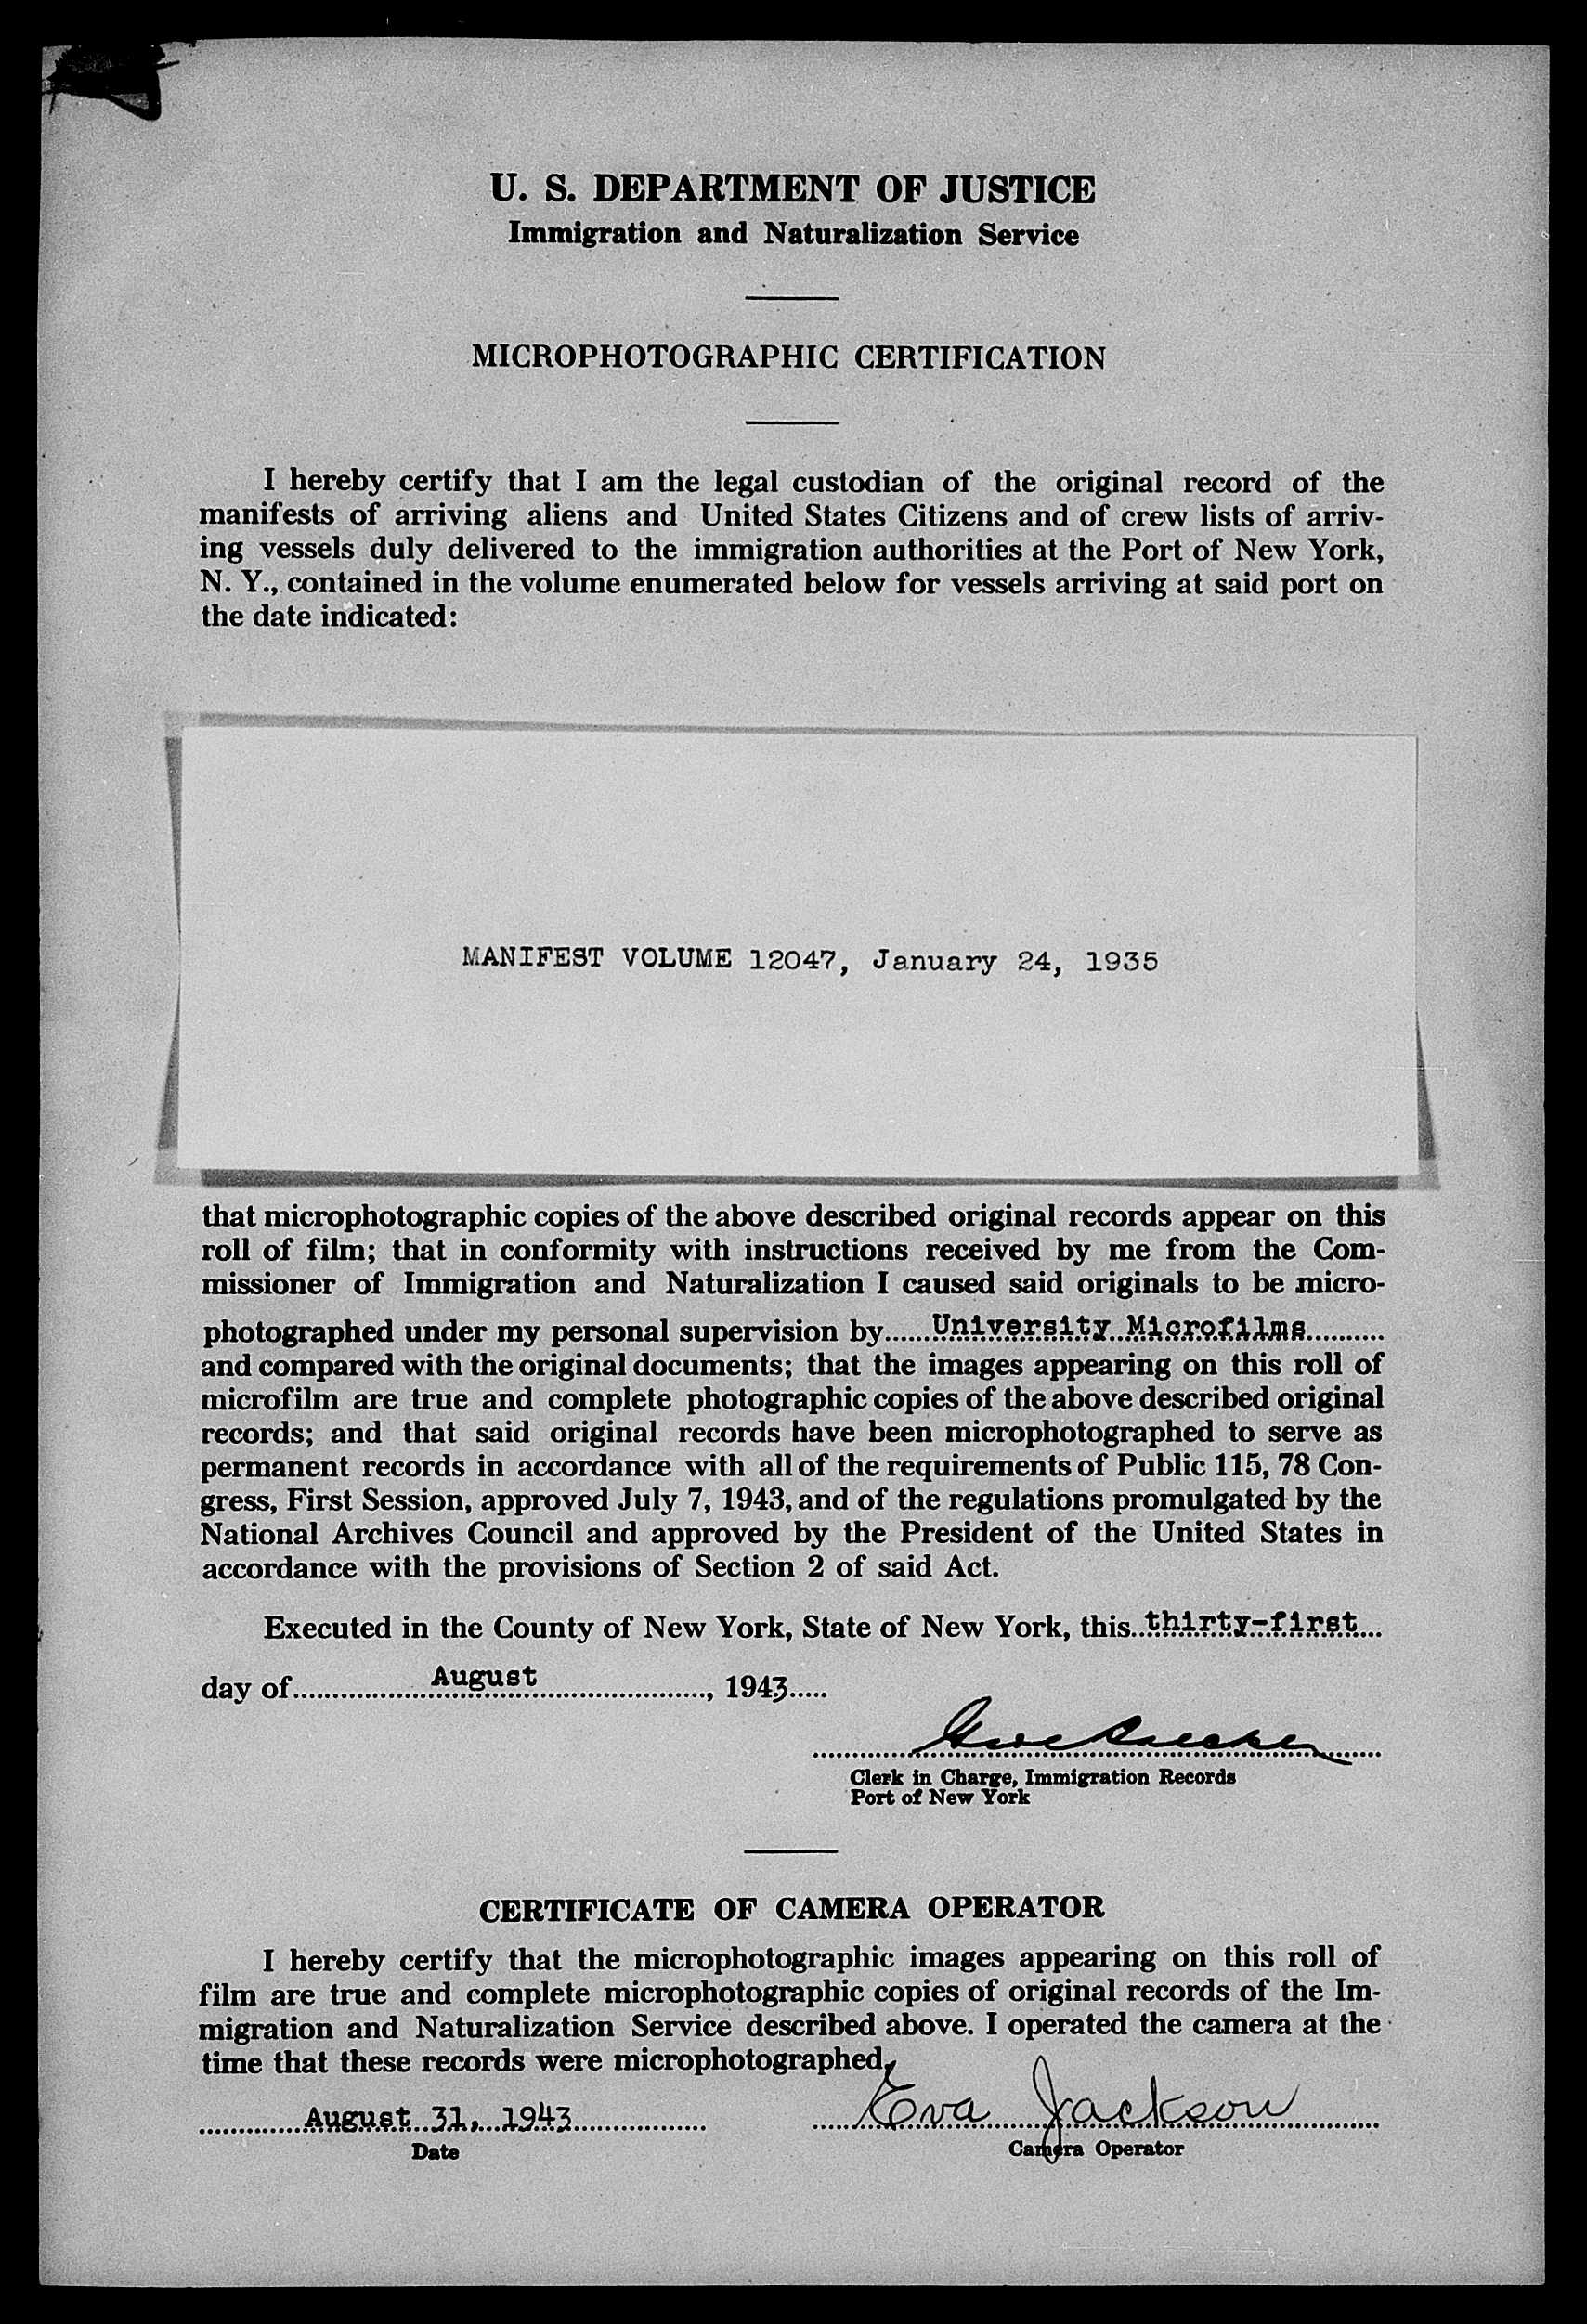 U. S. DEPARTMENT OF JUSTICE
Immigration and Naturalization Service
MICROPHOTOGRAPHIC CERTIFICATION
I hereby certify that I am the legal custodian of the original record of the
manifests of arriving aliens and United States Citizens and of crew lists of arriv-
ing vessels duly delivered to the immigration authorities at the Port of New York,
N. Y., contained in the volume enumerated below for vessels arriving at said port on
the date indicated:
MANIFEST VOLUME 12047, January 24, 1935
that microphotographic copies of the above described original records appear on this
roll of film; that in conformity with instructions received by me from the Com-
missioner of Immigration and Naturalization I caused said originals to be micro-
photographed under my personal supervision by......University Microfilms..........
and compared with the original documents; that the images appearing on this roll of
microfilm are true and complete photographic copies of the above described original
records; and that said original records have been microphotographed to serve as
permanent records in accordance with all of the requirements of Public 115, 78 Con-
gress, First Session, approved July 7, 1943, and of the regulations promulgated by the
National Archives Council and approved by the President of the United States in
accordance with the provisions of Section 2 of said Act.
Executed in the County of New York, State of New York, this..thirty-first...
day of..................August......................, 1943.....
Clerk in Charge, Immigration Records
Port of New York
CERTIFICATE OF CAMERA OPERATOR
I hereby certify that the microphotographic images appearing on this roll of
film are true and complete microphotographic copies of original records of the Im-
migration and Naturalization Service described above. I operated the camera at the
time that these records were microphotographed.
August 31, 1943 Eva Jackson
Date Camera Operator